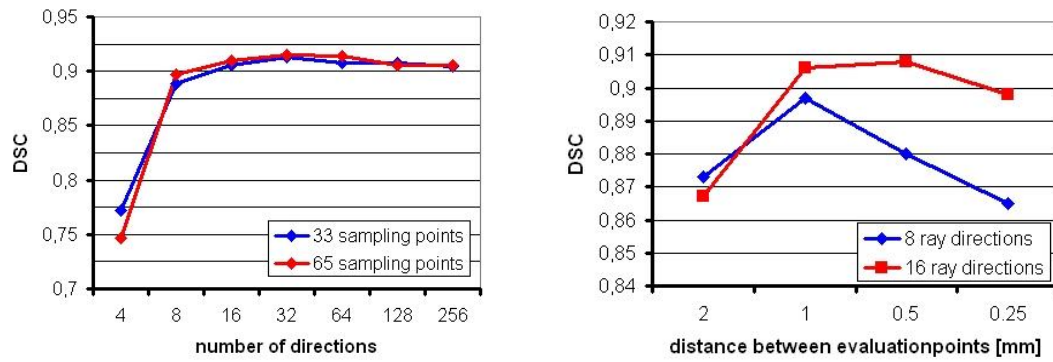 0,95
0,9
0,85
0,8
0,75
0,7
DSC
4 8 16 32 64 128 256
number of directions
33 sampling points
65 sampling points
0,92
0,91
0,9
0,89
0,88
0,87
0,86
0,85
0,84
DSC
2 1 0.5 0.25
distance between evaluationpoints [mm]
8 ray directions
16 ray directions